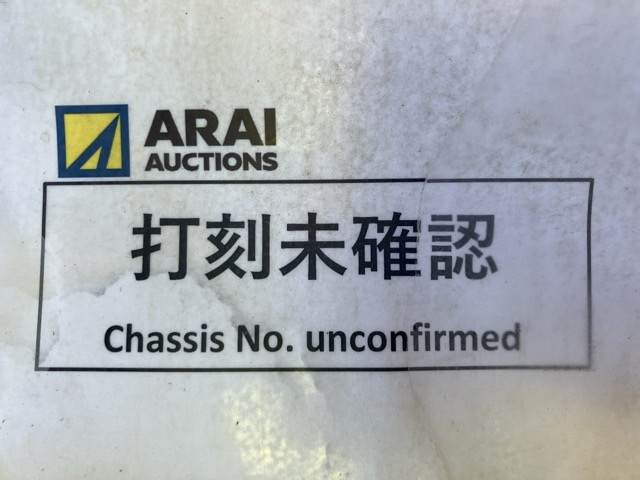 ARAI
AUCTIONS
打刻未確認
Chassis No. unconfirmed